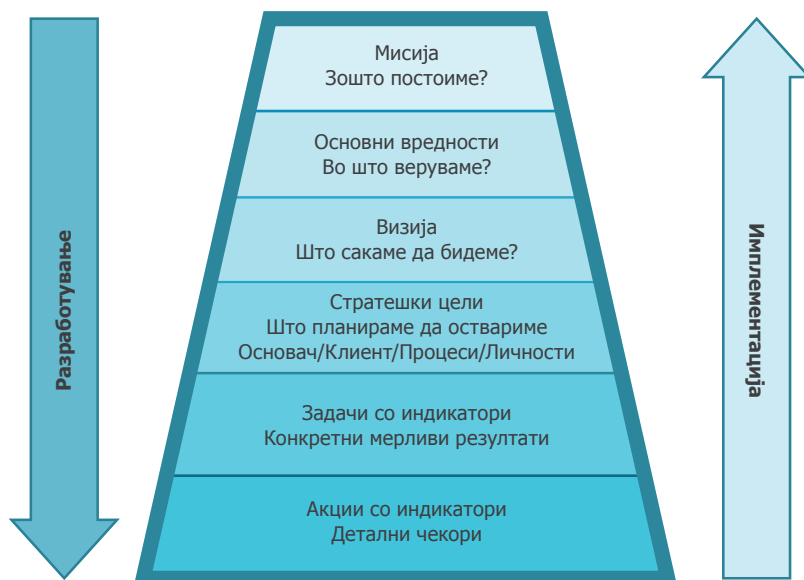 Мисија
Зошто постоиме?
Основни вредности
Во што веруваме?
Визија
Што сакаме да бидеме?
Стратешки цели
Што планираме да оствариме
Основач/Клиент/Процеси/Личности
Задачи со индикатори
Конкретни мерливи резултати
Акции со индикатори
Детални чекори
Разработување
Имплементација